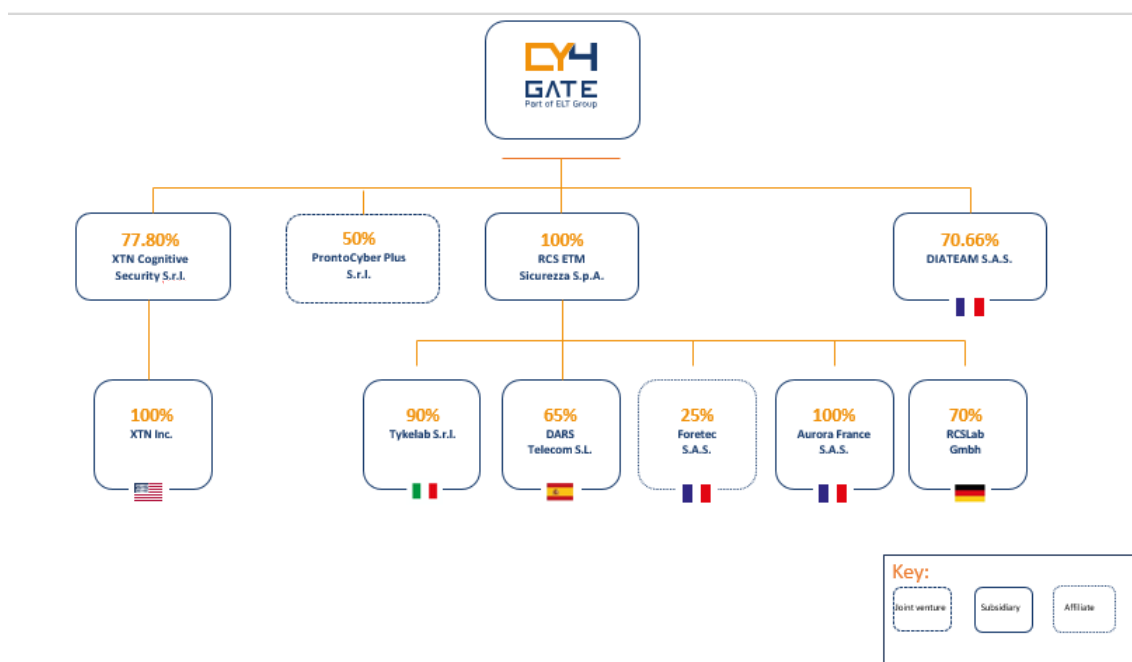 CY4
GATE
Part of ELT Group
77.80%
XTN Cognitive
Security S.r.l.
50%
ProntoCyber Plus
S.r.l.
100%
RCS ETM
Sicurezza S.p.A.
70.66%
DIATEAM S.A.S.
100%
XTN Inc.
90%
Tykelab S.r.l.
65%
DARS
Telecom S.L.
25%
Foretec
S.A.S.
100%
Aurora France
S.A.S.
70%
RCSLab
Gmbh
Key:
Joint venture
Subsidiary
Affiliate